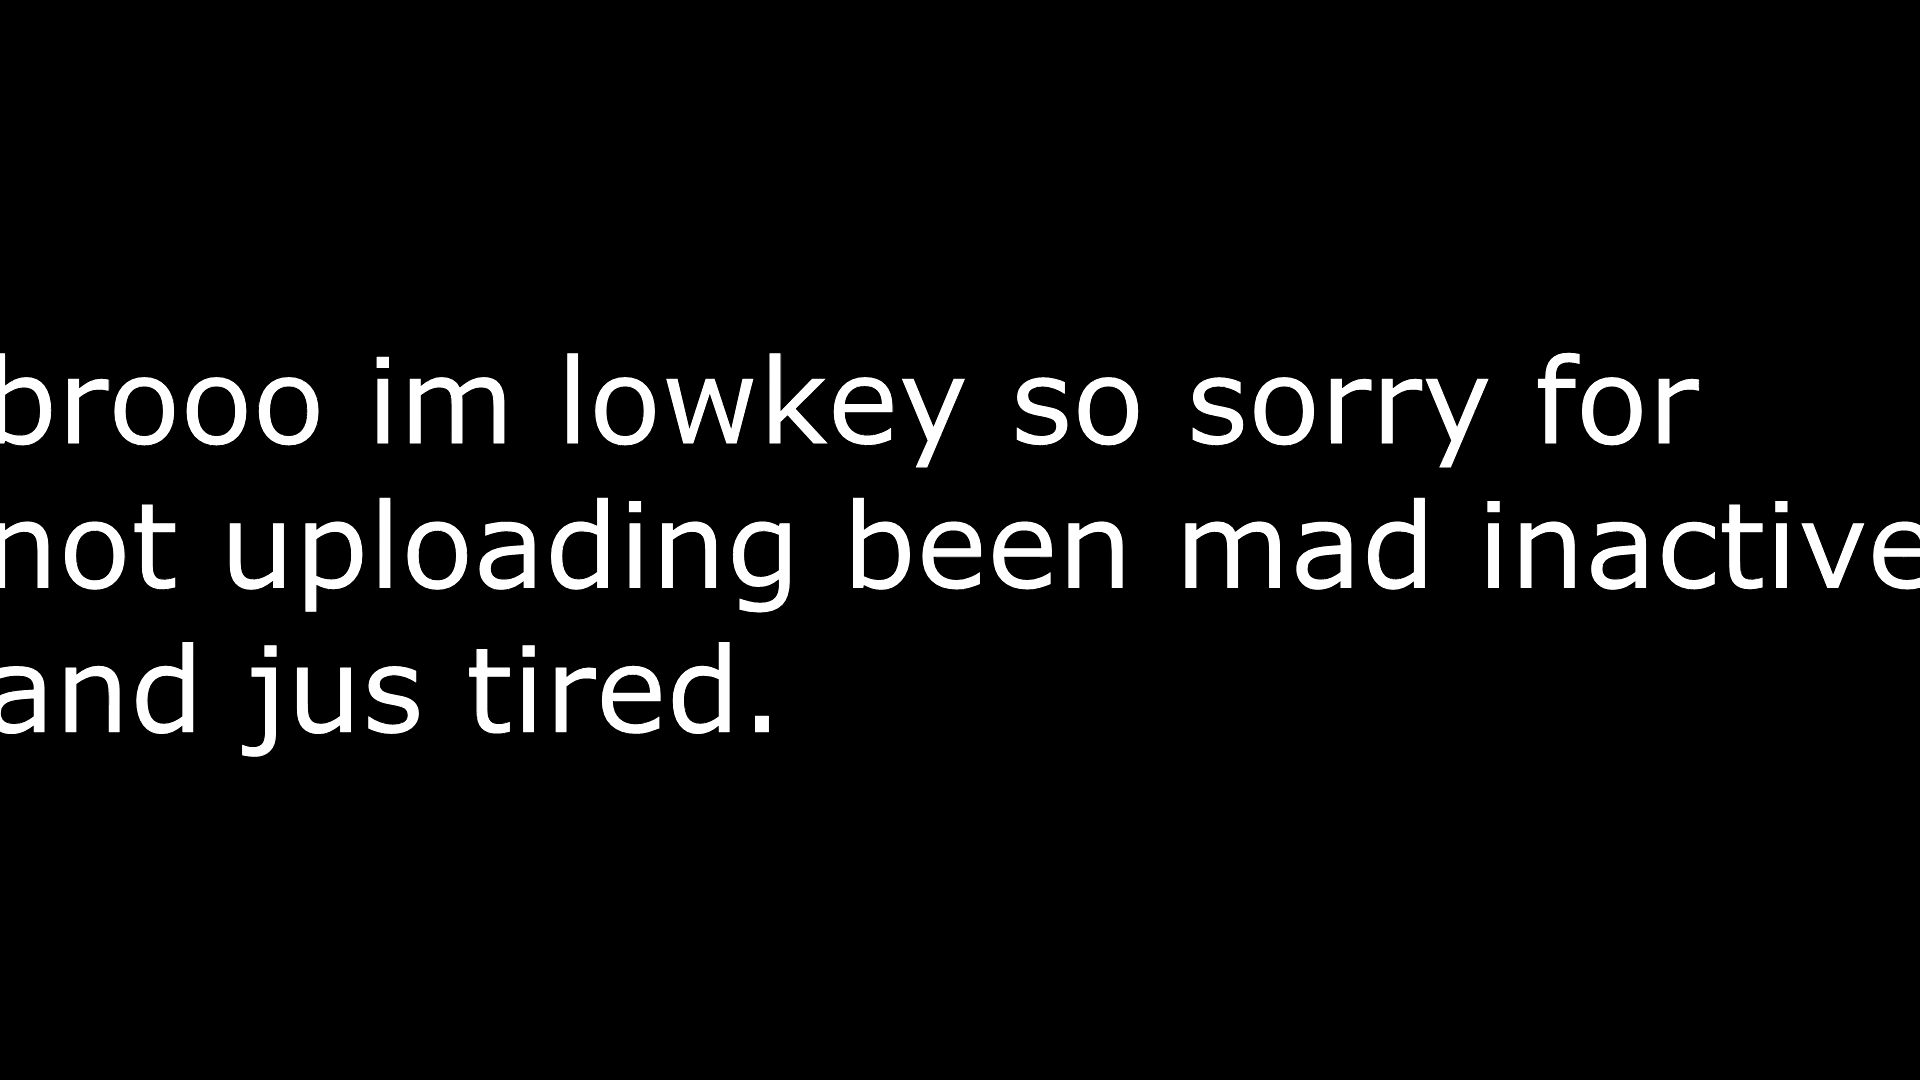 brooo im lowkey so sorry for
not uploading been mad inactive
and jus tired.